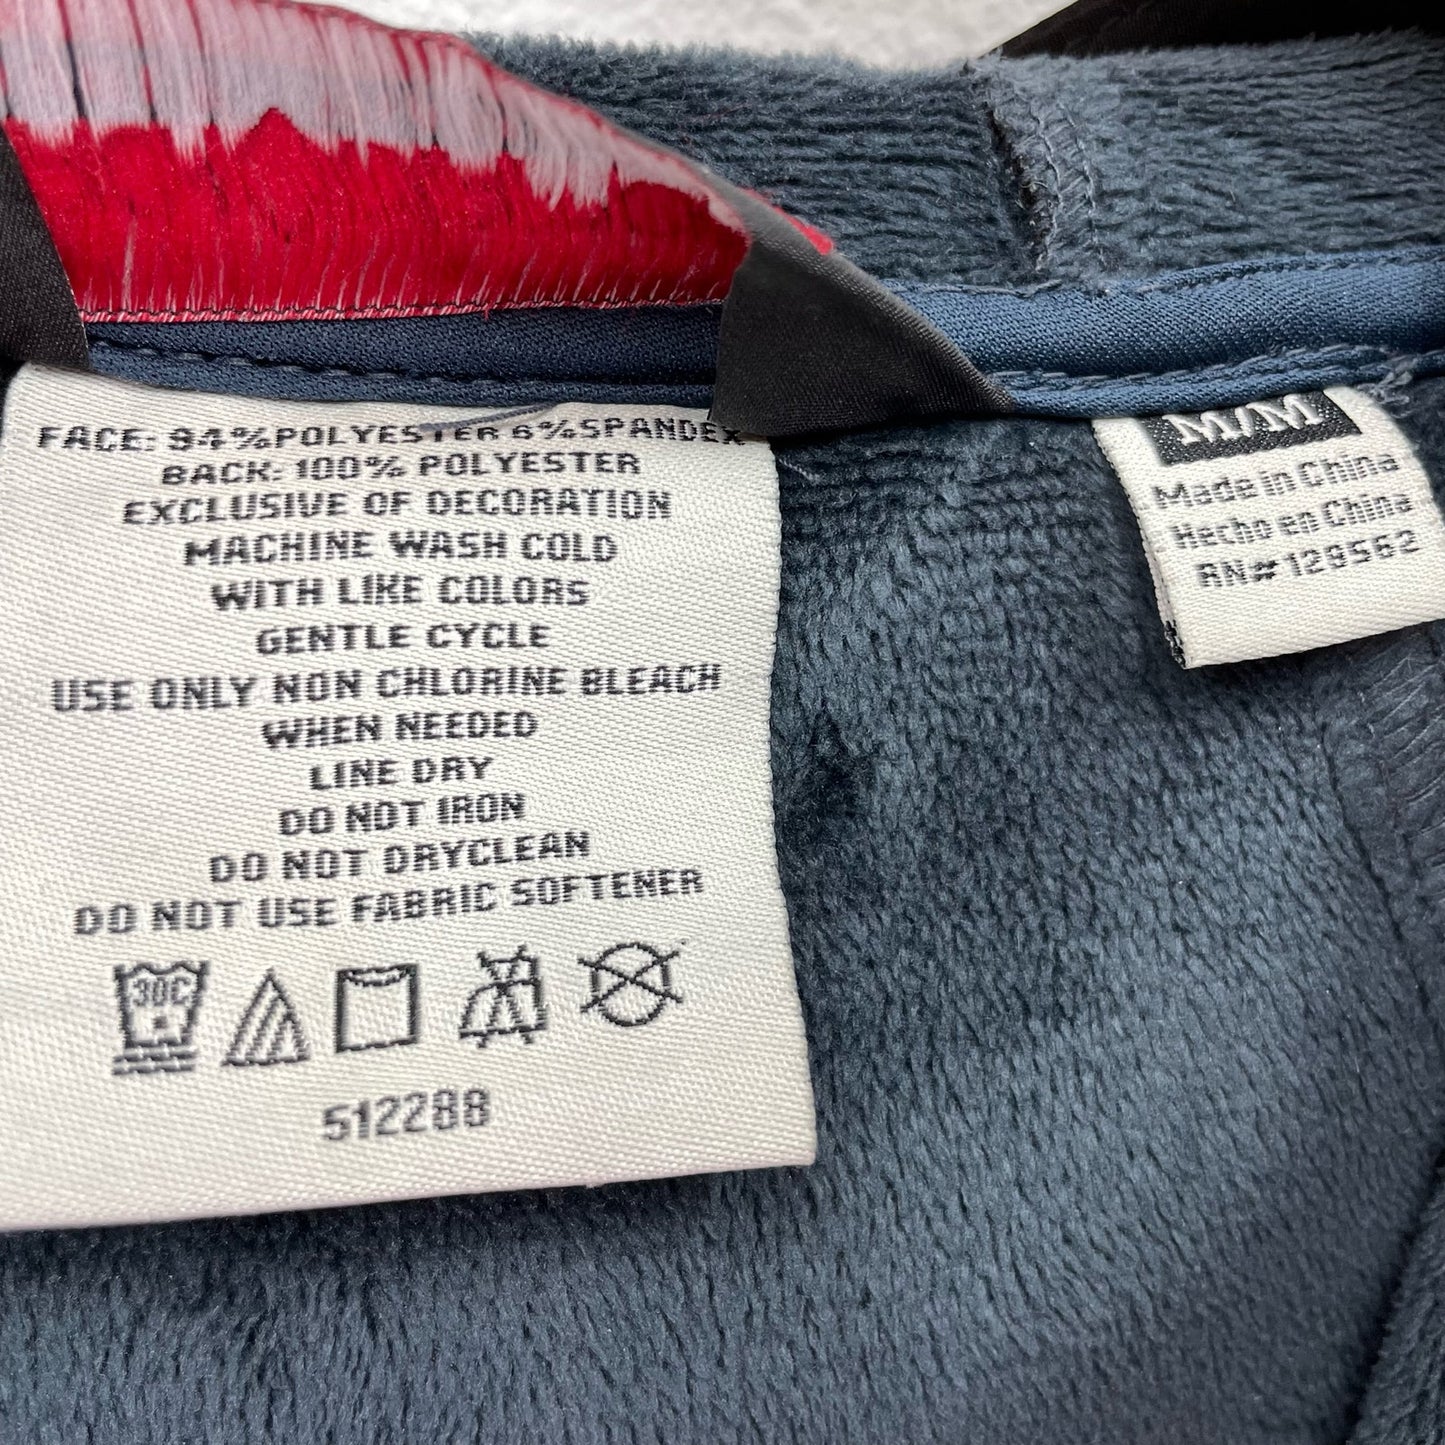 FACE: 94%POLYESTER 6%SPANDEX
BACK: 100% POLYESTER
EXCLUSIVE OF DECORATION
MACHINE WASH COLD
WITH LIKE COLORS
GENTLE CYCLE
USE ONLY NON CHLORINE BLEACH
WHEN NEEDED
LINE DRY
DO NOT IRON
DO NOT DRYCLEAN
DO NOT USE FABRIC SOFTENER
30C
512288
M/M
Made in China
Hecho en China
RN# 128562